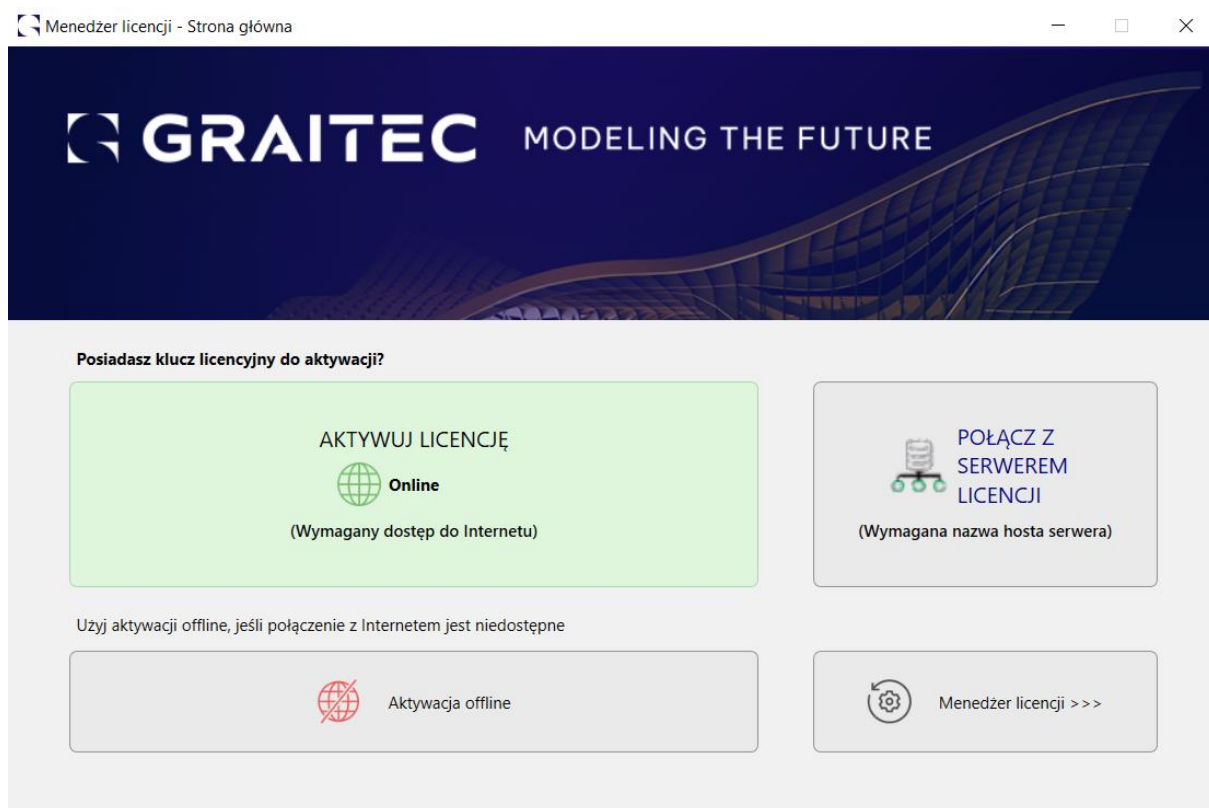 Menedżer licencji - Strona główna
GRAITEC MODELING THE FUTURE
Posiadasz klucz licencyjny do aktywacji?
AKTYWUJ LICENCJĘ
Online
(Wymagany dostęp do Internetu)
POŁĄCZ Z
SERWEREM
LICENCJI
(Wymagana nazwa hosta serwera)
Użyj aktywacji offline, jeśli połączenie z Internetem jest niedostępne
Aktywacja offline
Menedżer licencji >>>